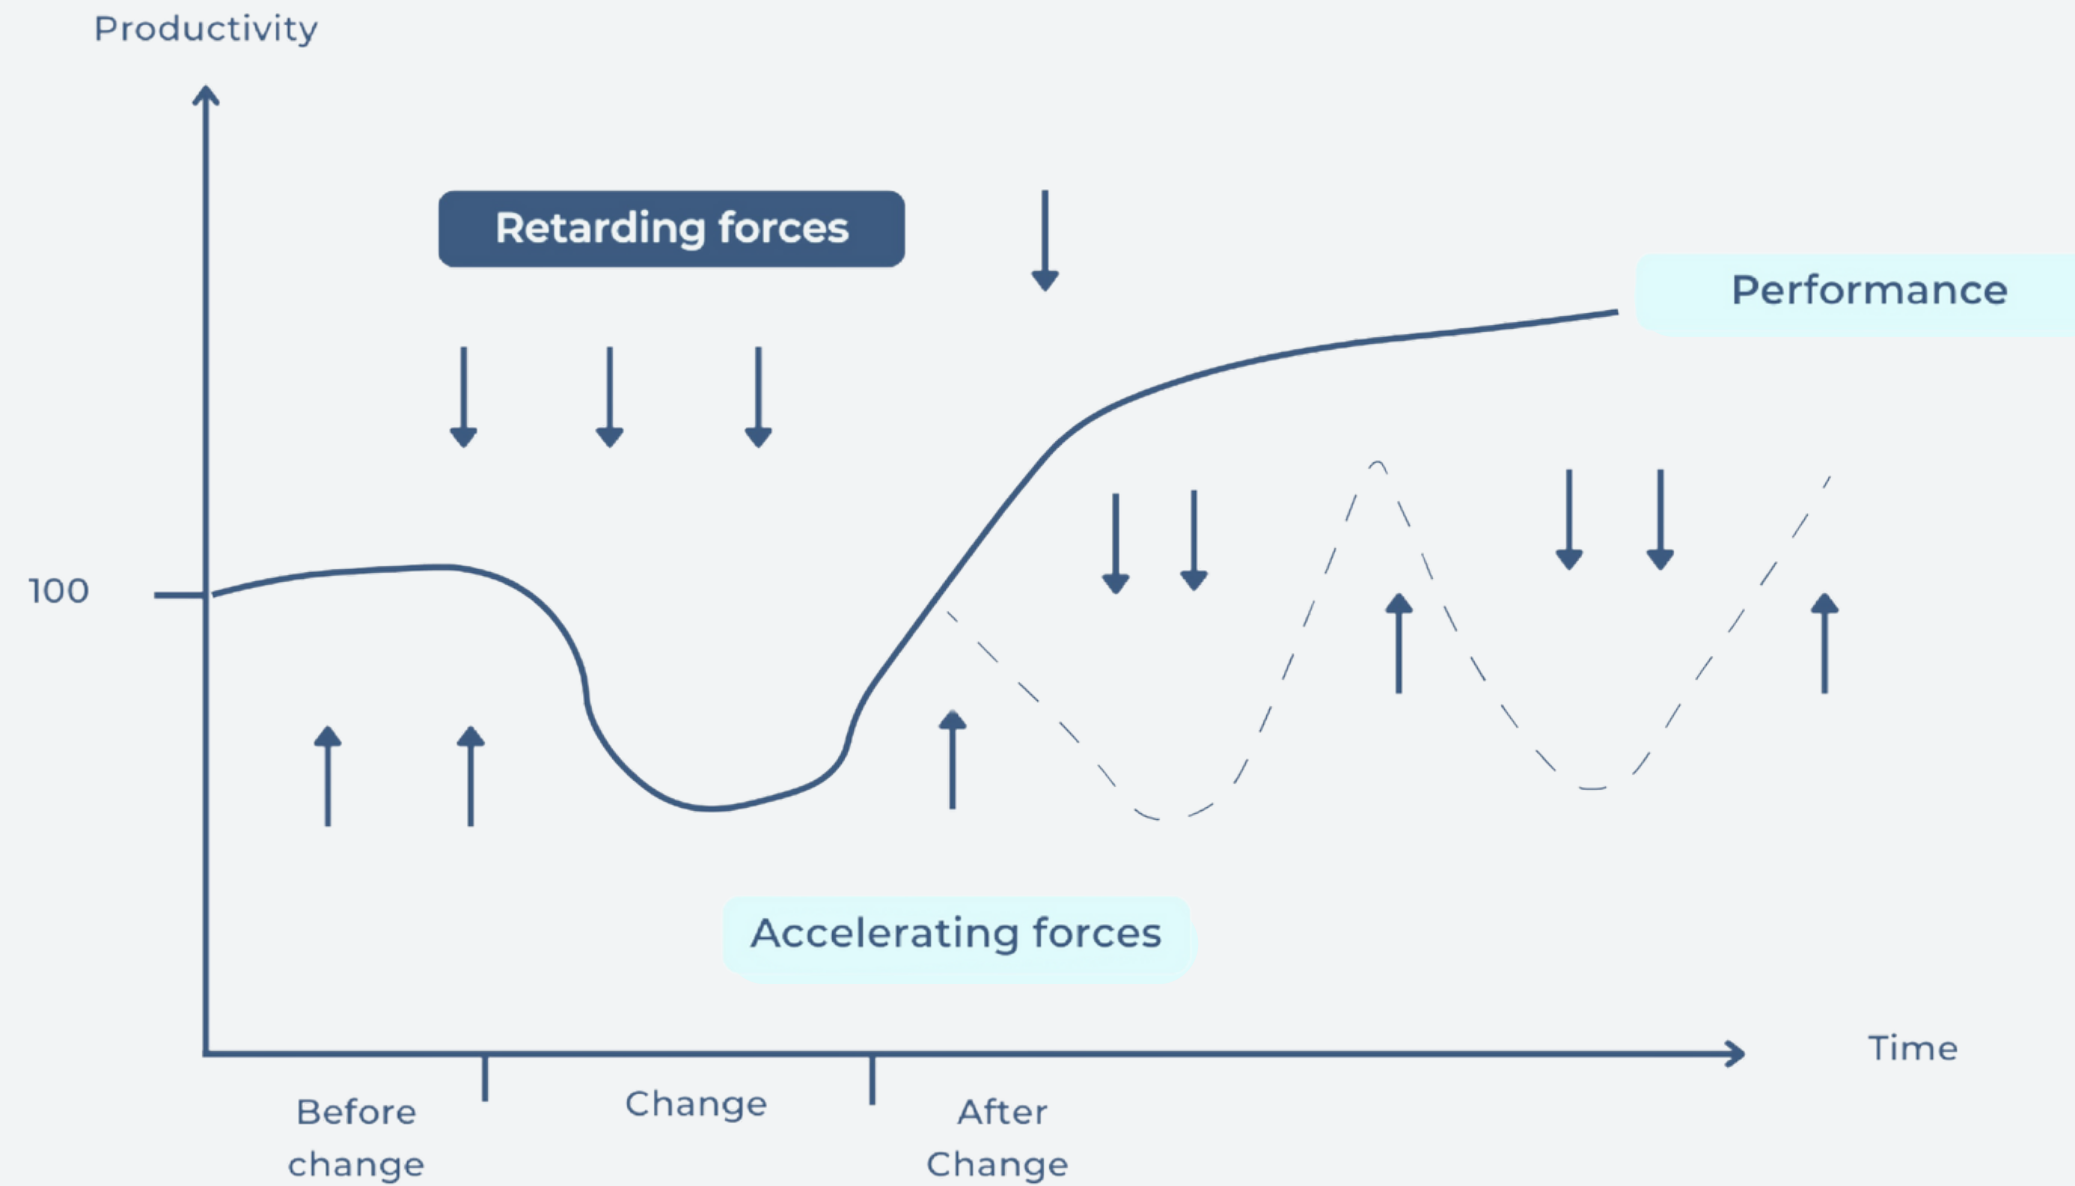 Productivity
Retarding forces
Performance
100
Accelerating forces
Time
Before
change
Change
After
Change